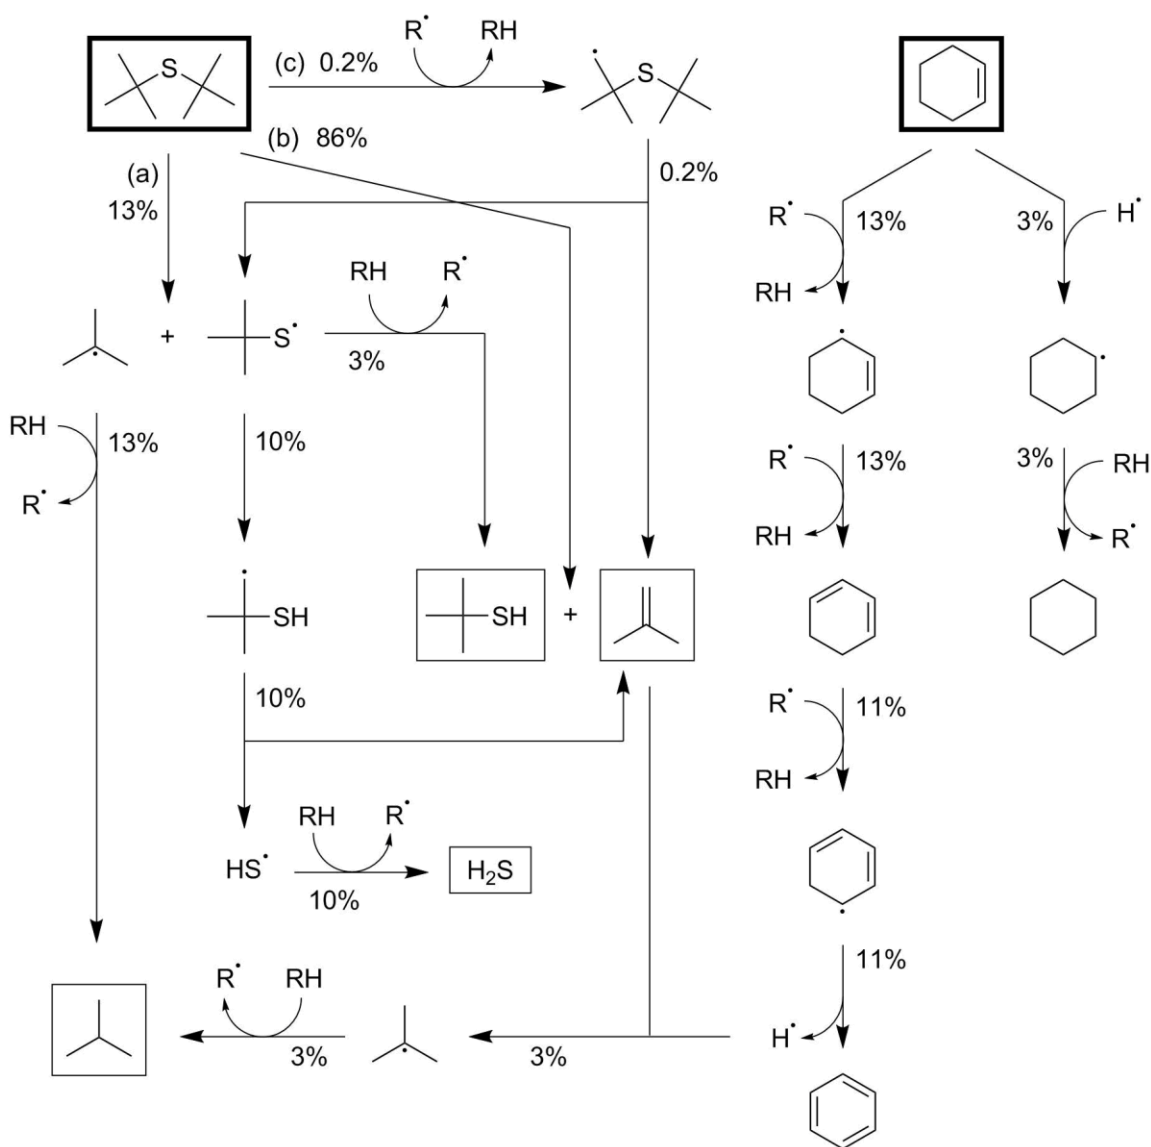 S
(c) 0.2%
R•
RH
•
S
(b) 86%
(a)
13%
0.2%
R•
13%
RH
3%
H•
+
S•
RH
R•
3%
RH
13%
R•
10%
R•
13%
RH
3%
RH
R•
SH
SH
+
10%
R•
11%
RH
HS•
RH
R•
10%
H2S
11%
H•
R•
RH
3%
3%